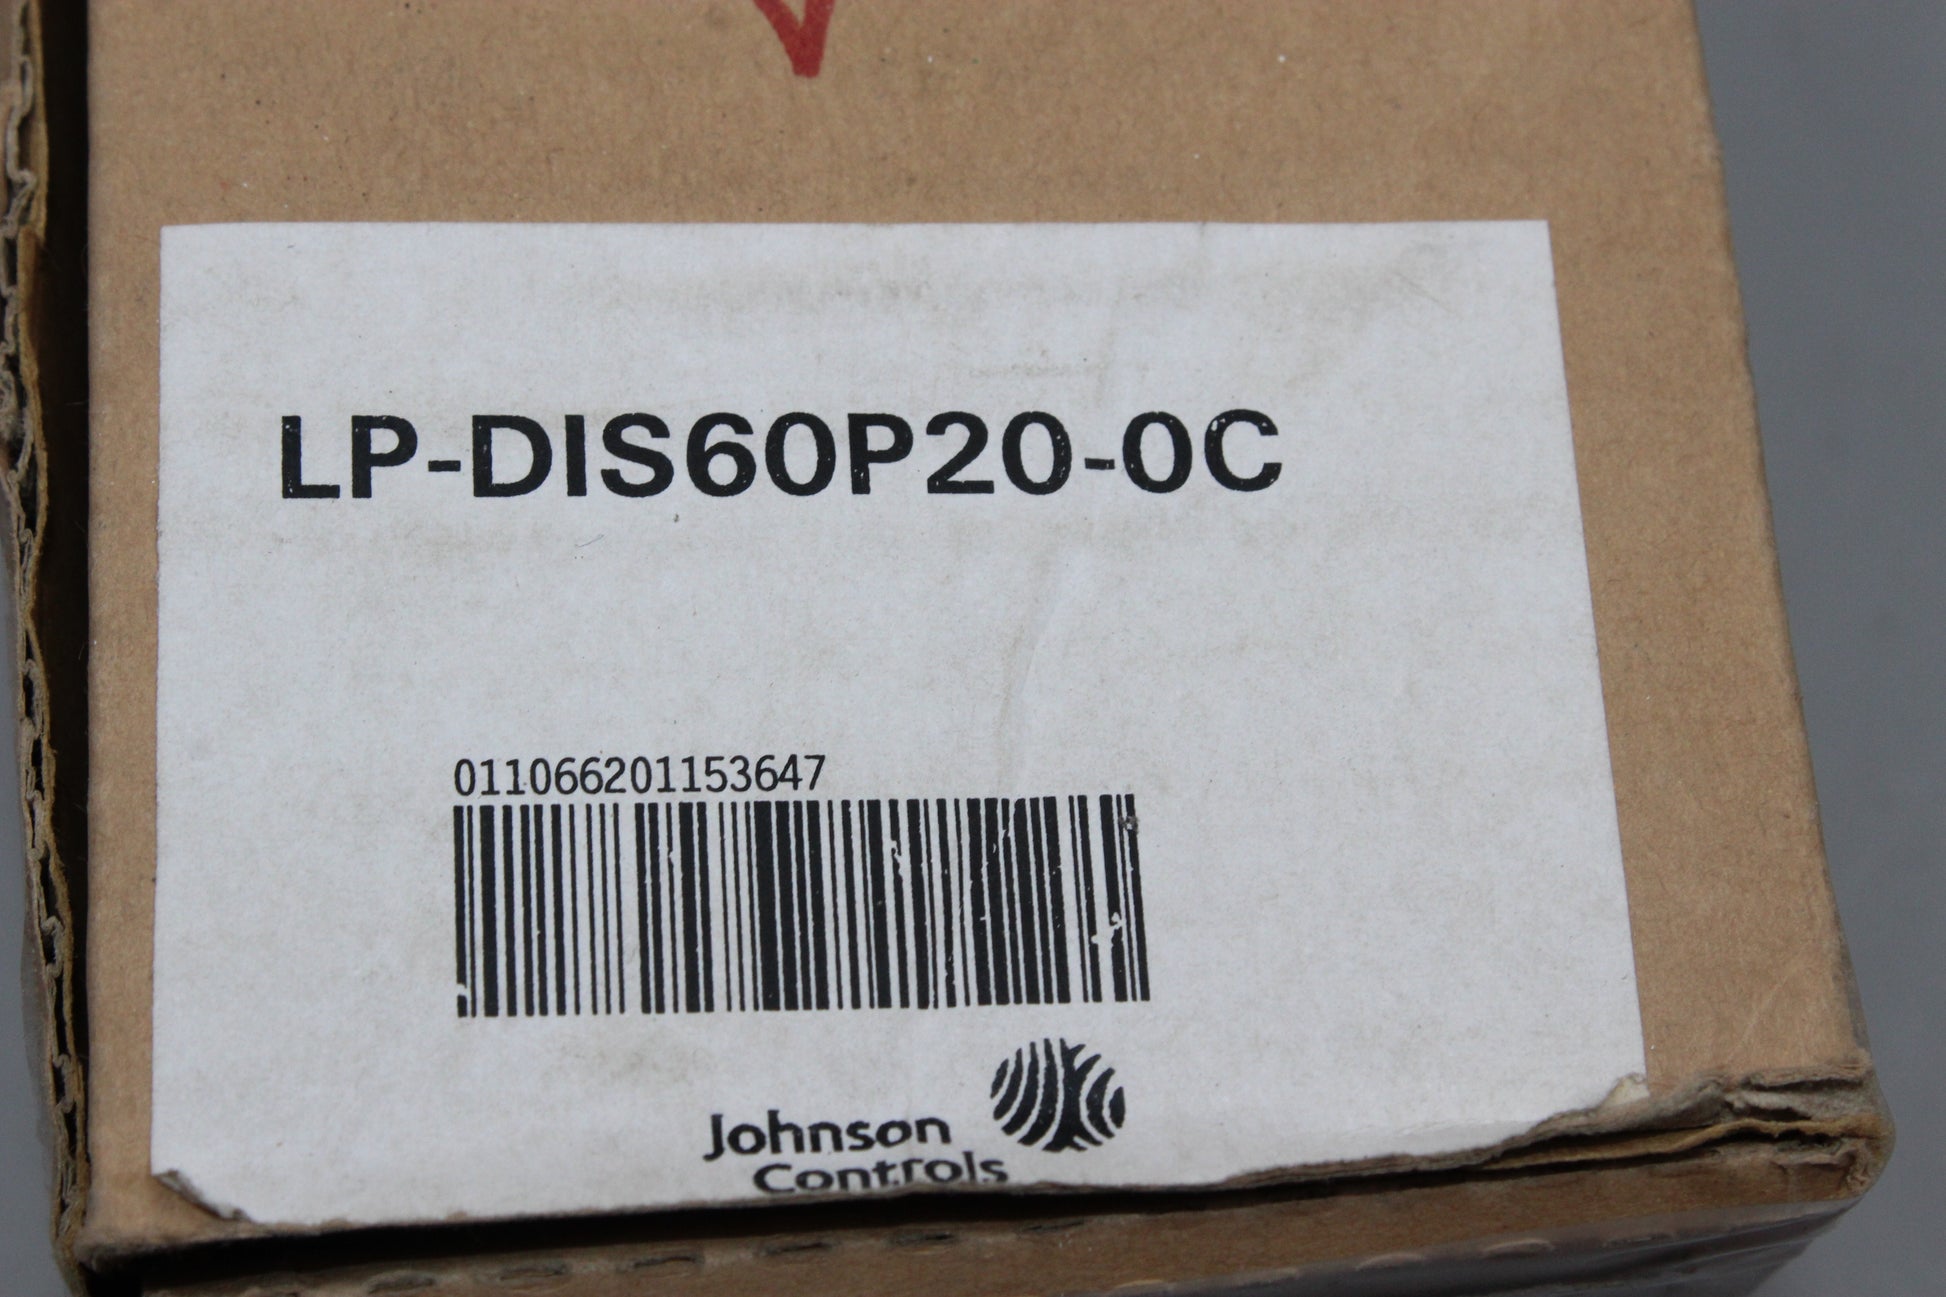 LP-DIS60P20-0C
011066201153647
Johnson
Controls